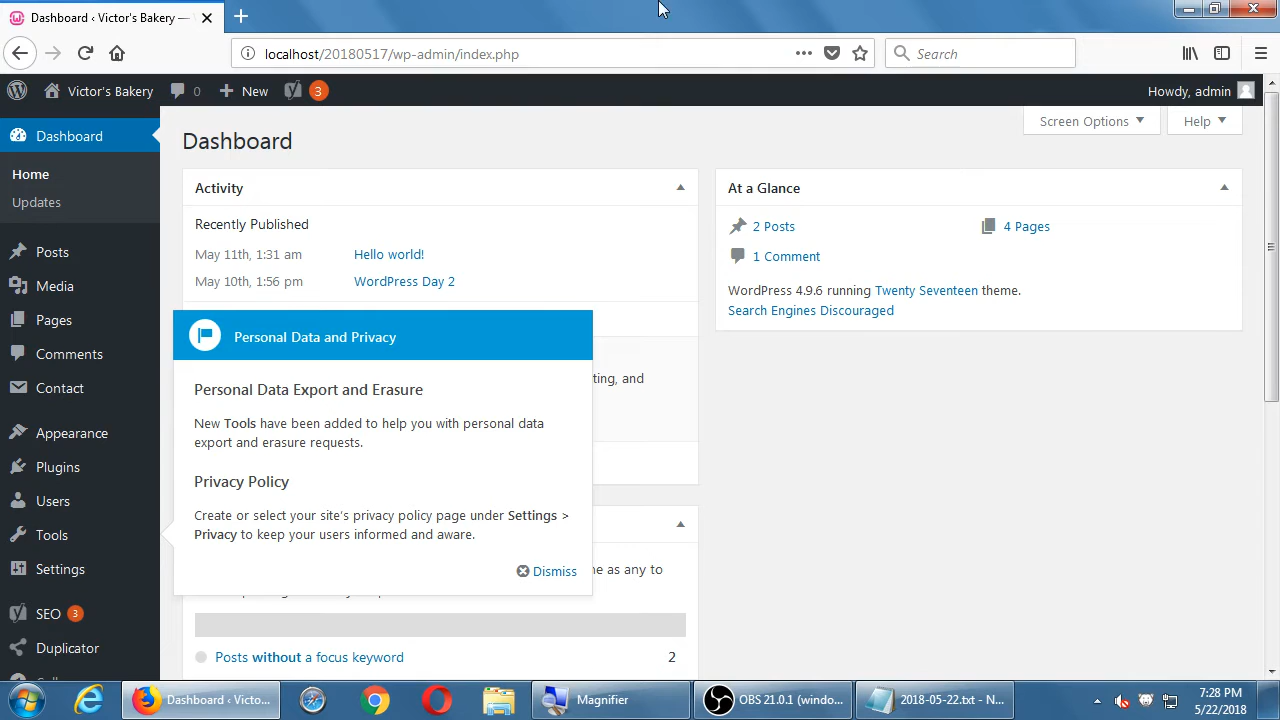 Dashboard ‹ Victor's Bakery —
localhost/20180517/wp-admin/index.php
Search
Victor's Bakery
0
New
3
Howdy, admin
Dashboard
Home
Updates
Posts
Media
Pages
Comments
Contact
Appearance
Plugins
Users
Tools
Settings
SEO 3
Duplicator
Dashboard
Screen Options
Help
Activity
Recently Published
May 11th, 1:31 am Hello world!
May 10th, 1:56 pm WordPress Day 2
ting, and
Personal Data and Privacy
Personal Data Export and Erasure
New Tools have been added to help you with personal data
export and erasure requests.
Privacy Policy
Create or select your site's privacy policy page under Settings >
Privacy to keep your users informed and aware.
Dismiss
ne as any to
Posts without a focus keyword 2
At a Glance
2 Posts
4 Pages
1 Comment
WordPress 4.9.6 running Twenty Seventeen theme.
Search Engines Discouraged
Dashboard ‹ Victo...
Magnifier
OBS 21.0.1 (windo...
2018-05-22.txt - N...
7:28 PM
5/22/2018